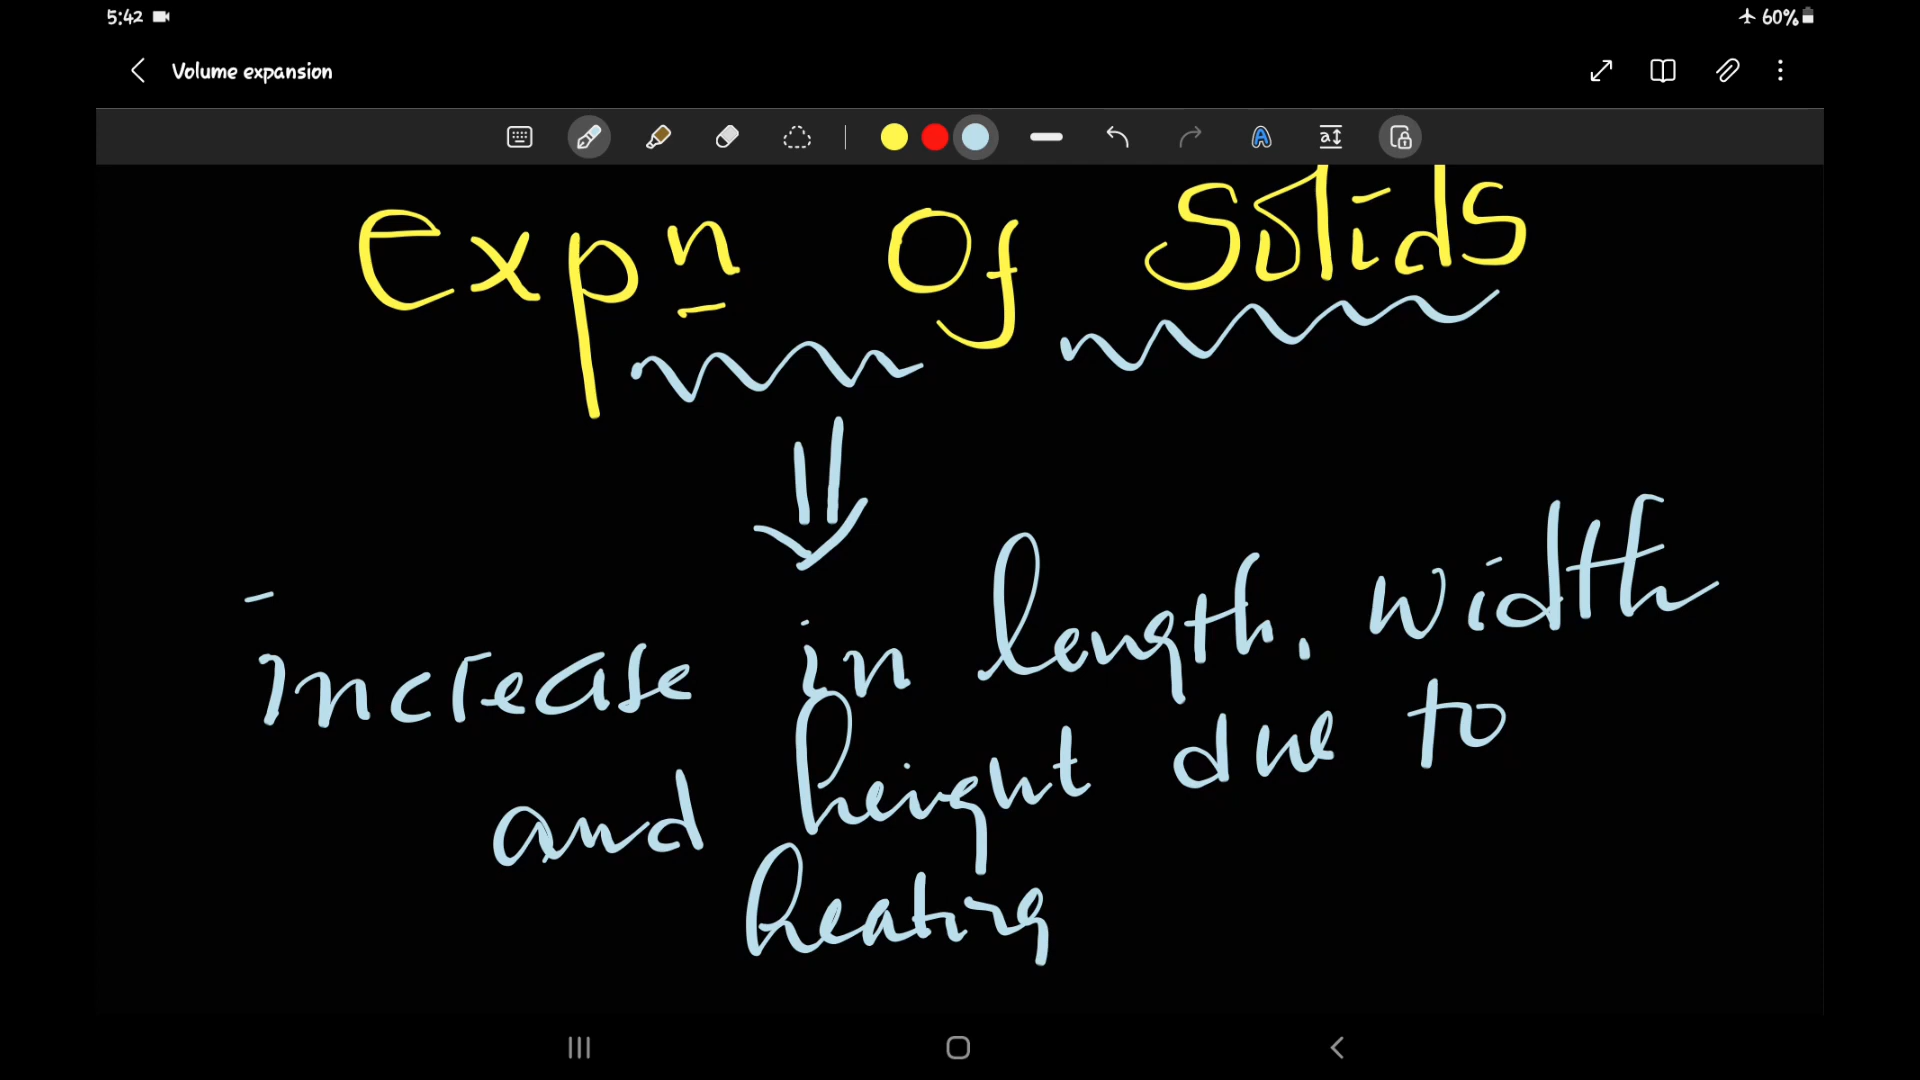 5:42
60%
Volume expansion
Expn Of Solids
increase in length, width
and height due to
heating